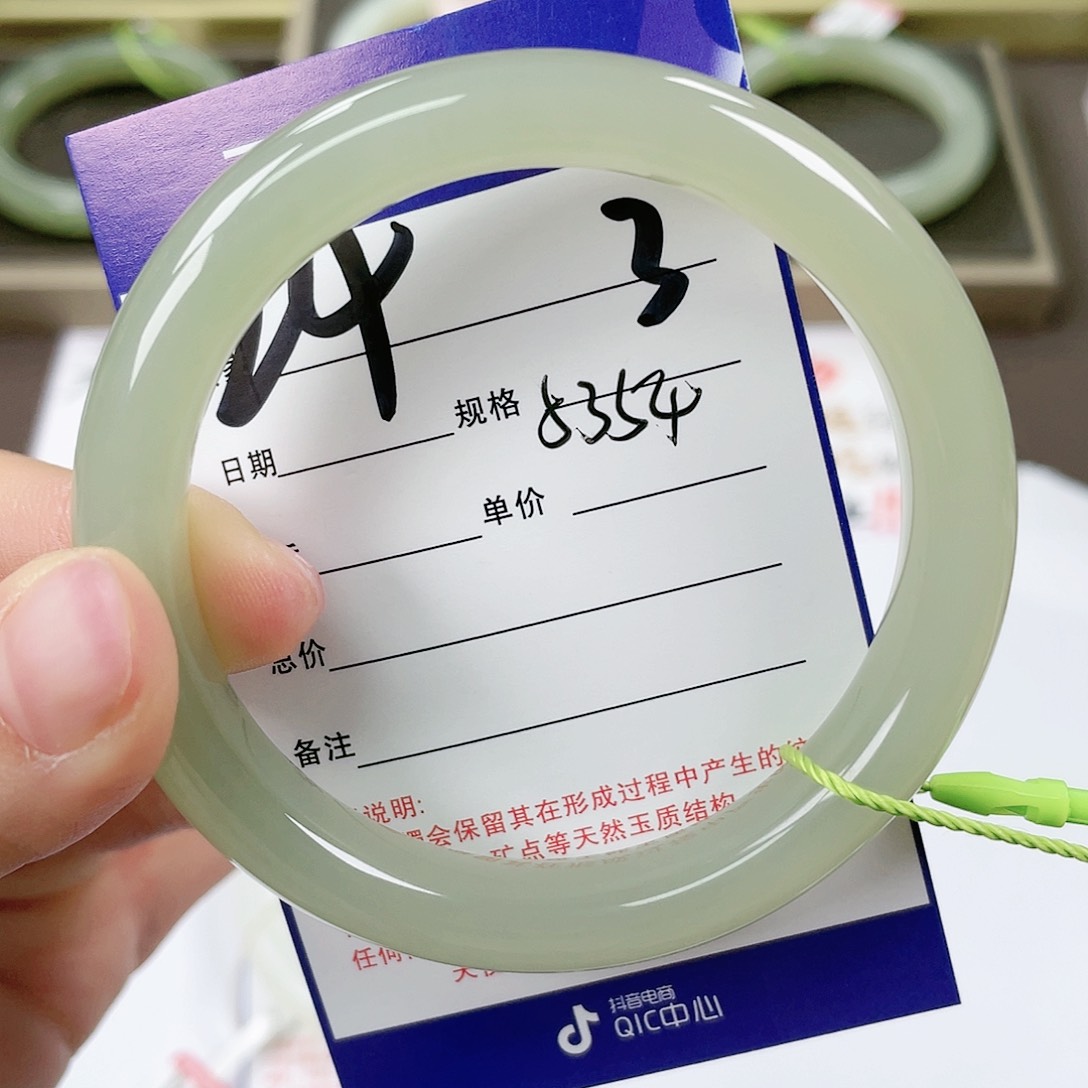 24 3
日期 规格 8354
单价
总价
备注
说明:
会保留其在形成过程中产生的
矿点等天然玉质结构
任何
抖音电商
QIC中心